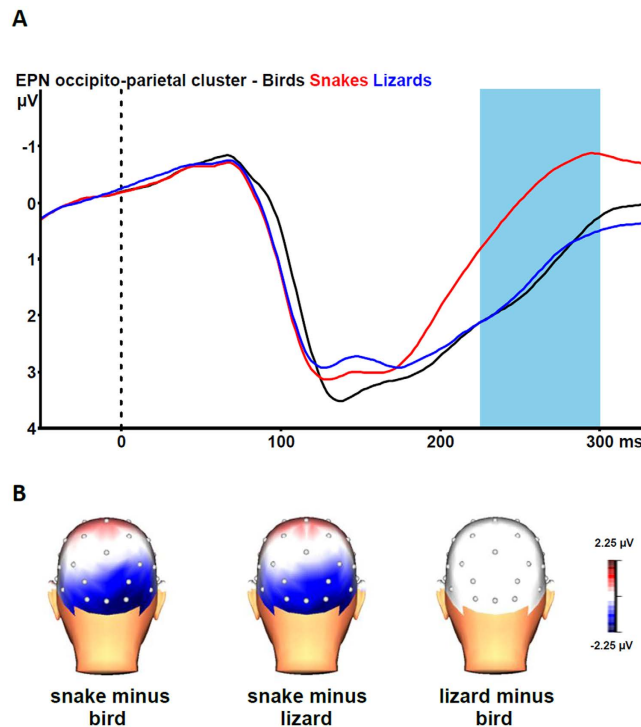 A
EPN occipito-parietal cluster - Birds Snakes Lizards
µV
-1
0
1
2
3
4
0
100
200
300 ms
B
2.25 µV
-2.25 µV
snake minus
bird
snake minus
lizard
lizard minus
bird